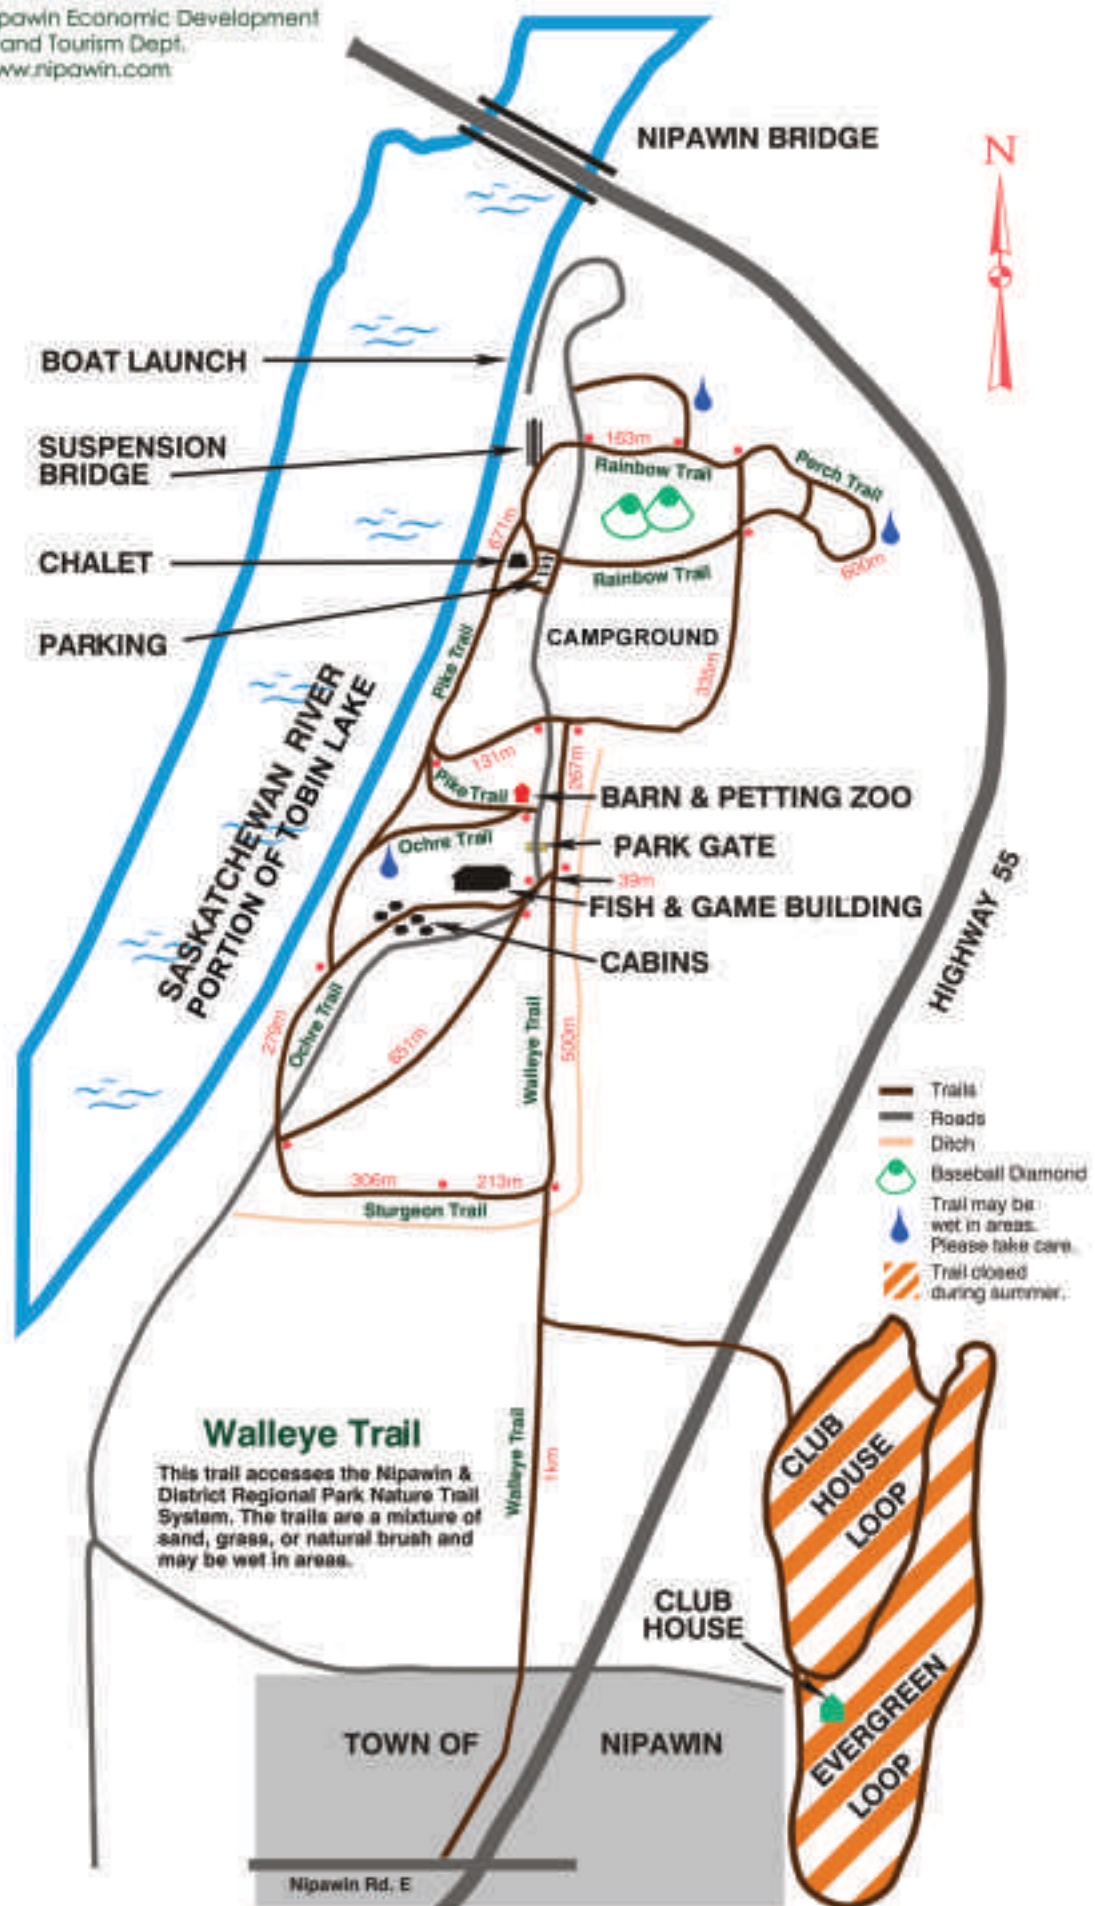 pawin Economic Development
and Tourism Dept.
ww.nipawin.com
NIPAWIN BRIDGE
N
BOAT LAUNCH
SUSPENSION
BRIDGE
CHALET
PARKING
163m
Rainbow Trail
Perch Trail
671m
600m
Rainbow Trail
CAMPGROUND
Pike Trail
335m
SASKATCHEWAN RIVER
PORTION OF TOBIN LAKE
131m
267m
Pike Trail
BARN & PETTING ZOO
Ochre Trail
PARK GATE
39m
FISH & GAME BUILDING
CABINS
HIGHWAY 55
279m
Ochre Trail
651m
Walleye Trail
500m
306m
213m
Sturgeon Trail
Trails
Roads
Ditch
Baseball Diamond
Trail may be
wet in areas.
Please take care.
Trail closed
during summer.
Walleye Trail
This trail accesses the Nipawin &
District Regional Park Nature Trail
System. The trails are a mixture of
sand, grass, or natural brush and
may be wet in areas.
Walleye Trail
1km
CLUB
HOUSE
LOOP
CLUB
HOUSE
EVERGREEN
LOOP
TOWN OF NIPAWIN
Nipawin Rd. E